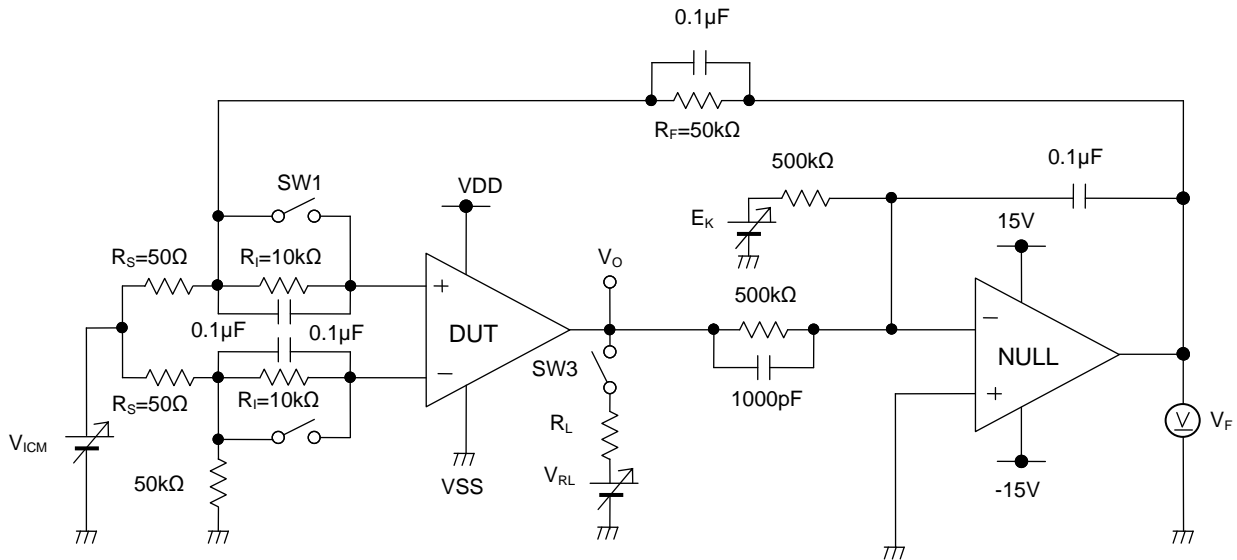 0.1µF
RF=50kΩ
500kΩ
0.1µF
SW1
VDD
EK
15V
RS=50Ω
RI=10kΩ
VO
500kΩ
+
DUT
−
0.1µF
0.1µF
−
NULL
+
SW3
1000pF
RS=50Ω
RI=10kΩ
RL
V
VF
VICM
50kΩ
VSS
VRL
-15V